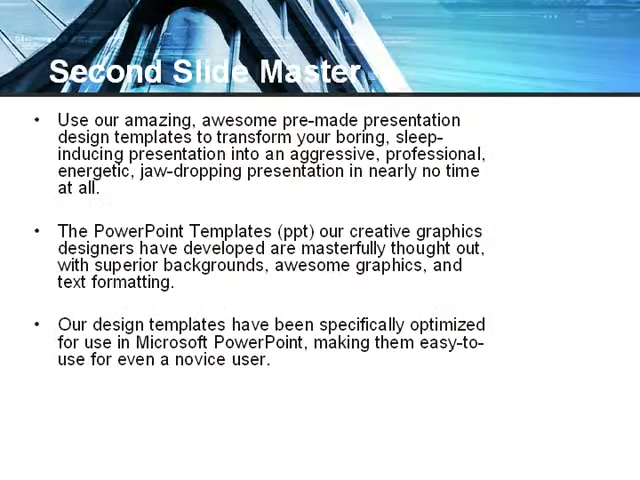 Second Slide Master
• Use our amazing, awesome pre-made presentation
design templates to transform your boring, sleep-
inducing presentation into an aggressive, professional,
energetic, jaw-dropping presentation in nearly no time
at all.
• The PowerPoint Templates (ppt) our creative graphics
designers have developed are masterfully thought out,
with superior backgrounds, awesome graphics, and
text formatting.
• Our design templates have been specifically optimized
for use in Microsoft PowerPoint, making them easy-to-
use for even a novice user.